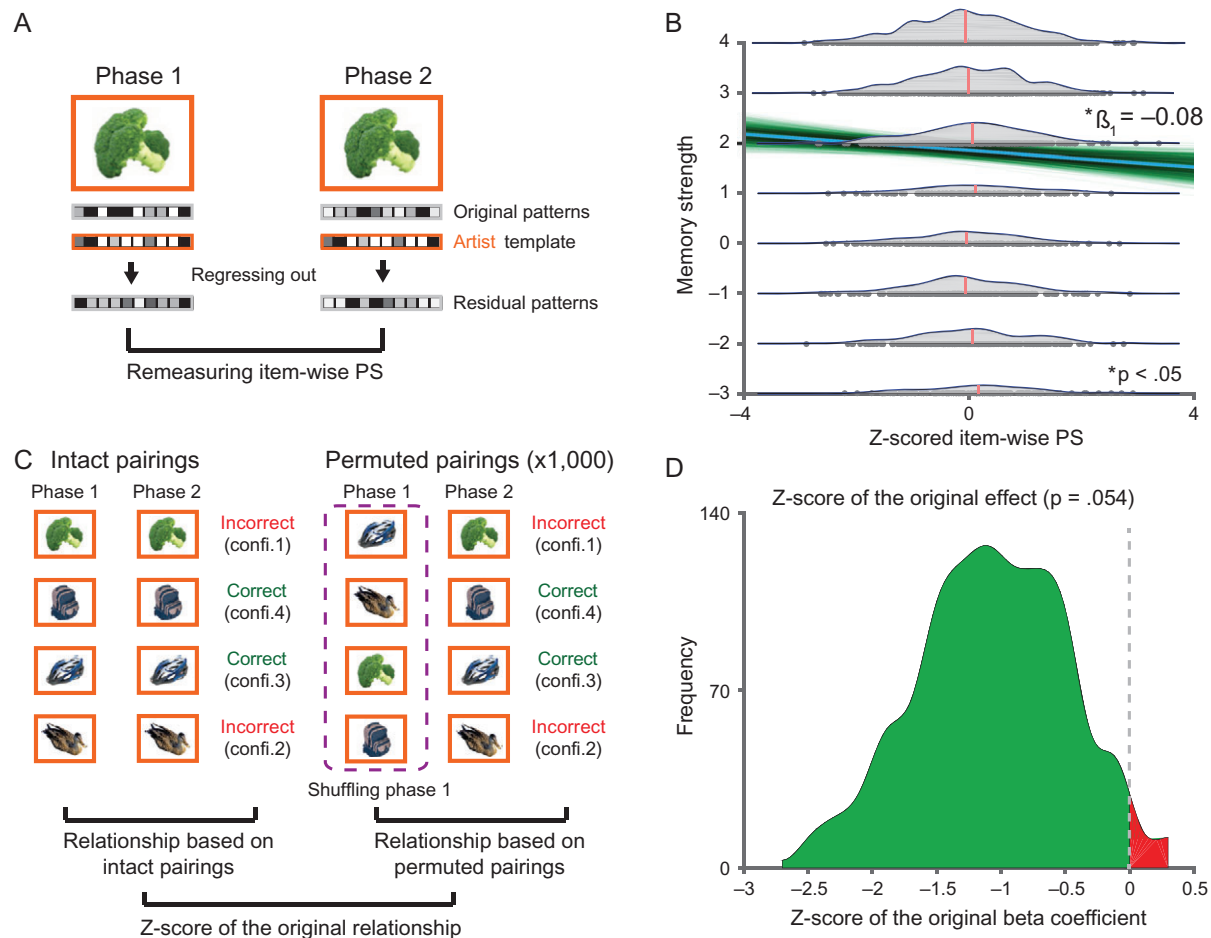 A
Phase 1
Phase 2
Original patterns
Artist template
Regressing out
Residual patterns
Remeasuring item-wise PS
B
Memory strength
4
3
2
1
0
–1
–2
–3
*ß1 = –0.08
*p < .05
–4
0
4
Z-scored item-wise PS
C
Intact pairings
Permuted pairings (x1,000)
Phase 1
Phase 2
Phase 1
Phase 2
Incorrect
(confi.1)
Incorrect
(confi.1)
Correct
(confi.4)
Correct
(confi.4)
Correct
(confi.3)
Correct
(confi.3)
Incorrect
(confi.2)
Incorrect
(confi.2)
Shuffling phase 1
Relationship based on
intact pairings
Relationship based on
permuted pairings
Z-score of the original relationship
D
Z-score of the original effect (p = .054)
Frequency
140
70
0
–3
–2.5
–2
–1.5
–1
–0.5
0
0.5
Z-score of the original beta coefficient